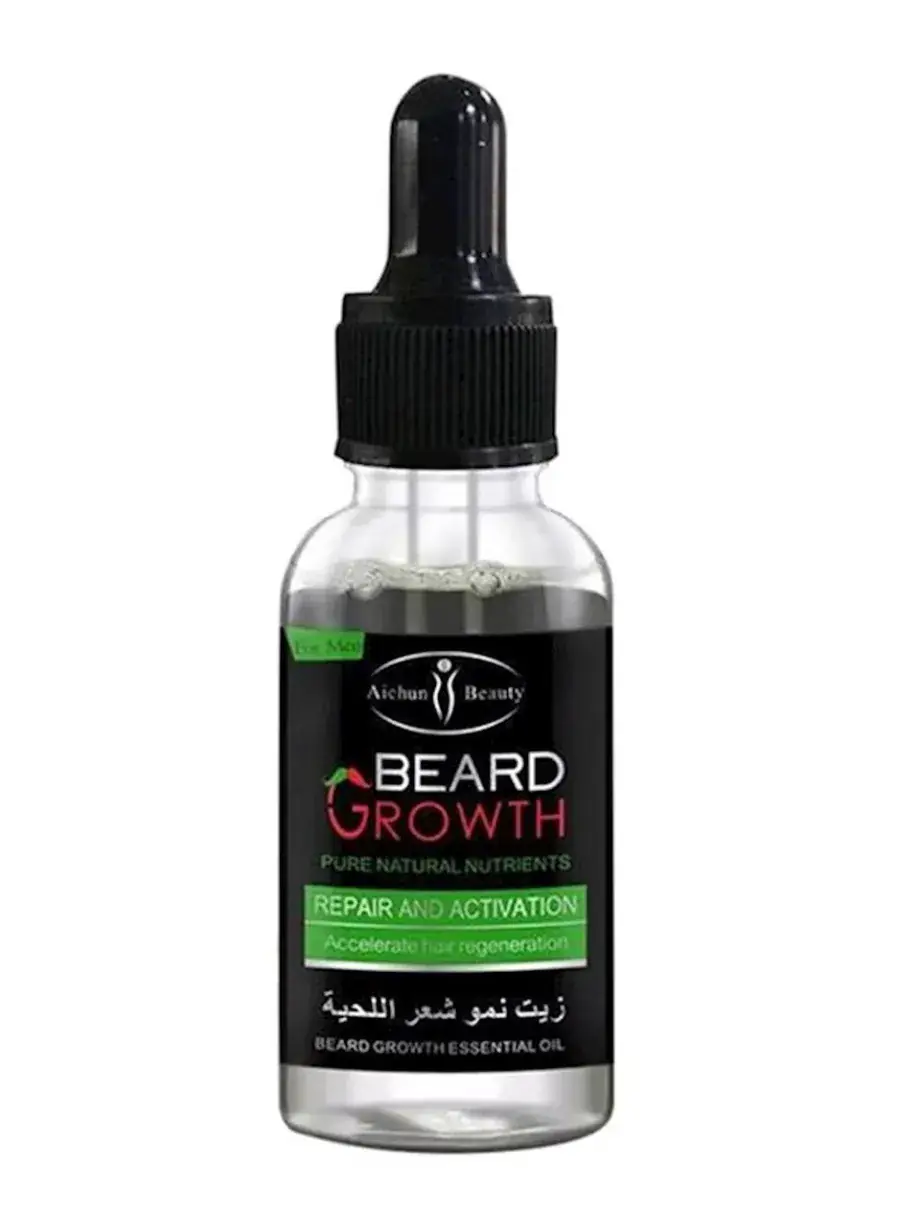 For Men
Aichun Beauty
BEARD
GROWTH
PURE NATURAL NUTRIENTS
REPAIR AND ACTIVATION
Accelerate hair regeneration
زيت نمو شعر اللحية
BEARD GROWTH ESSENTIAL OIL